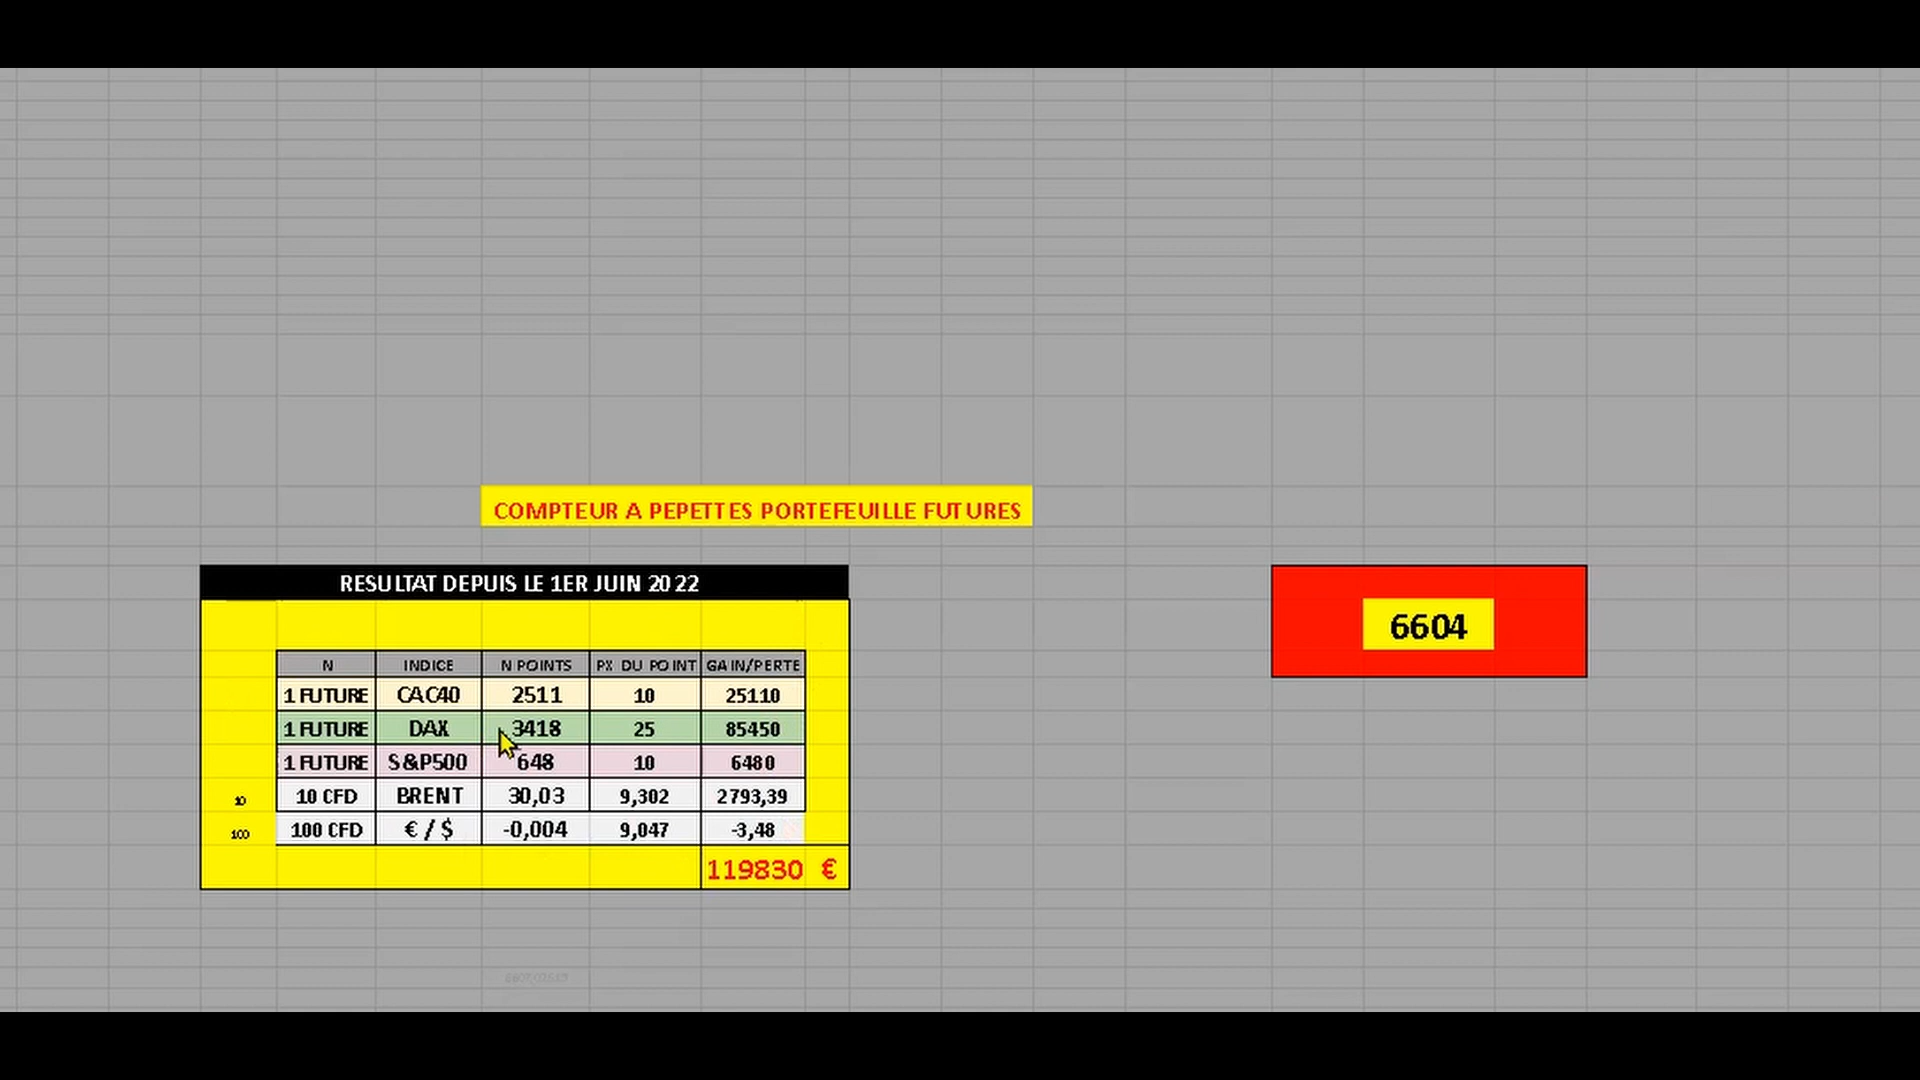 COMPTEUR A PEPETTES PORTEFEUILLE FUTURES
RESULTAT DEPUIS LE 1ER JUIN 2022
6604
N INDICE N POINTS PX DU POINT GAIN/PERTE
1 FUTURE CAC40 2511 10 25110
1 FUTURE DAX 3418 25 85450
1 FUTURE S&P500 648 10 6480
10 10 CFD BRENT 30,03 9,302 2793,39
100 100 CFD € / $ -0,004 9,047 -3,48
119830 €